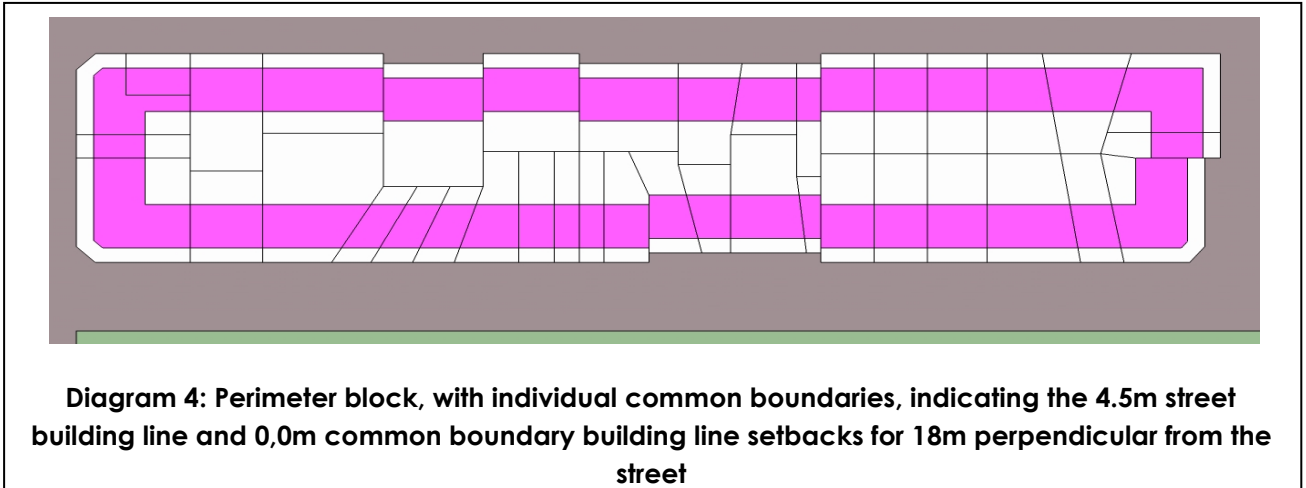 Diagram 4: Perimeter block, with individual common boundaries, indicating the 4.5m street
building line and 0,0m common boundary building line setbacks for 18m perpendicular from the
street